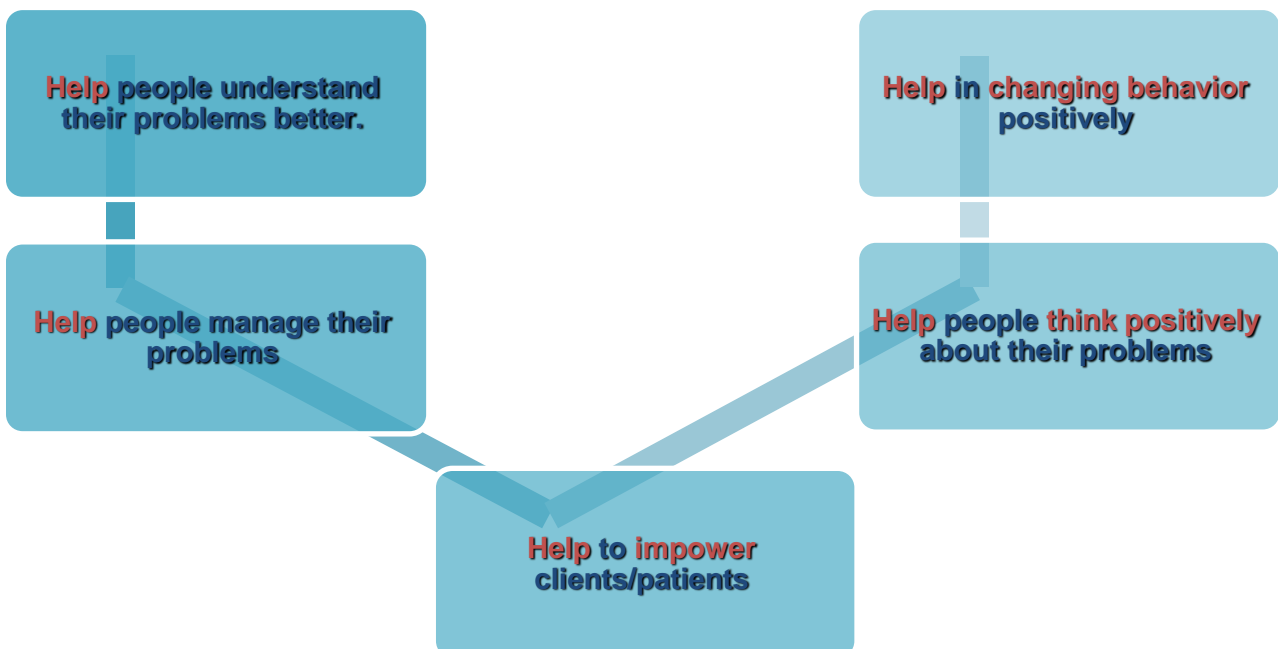 Help people understand
their problems better.
Help people manage their
problems
Help to impower
clients/patients
Help people think positively
about their problems
Help in changing behavior
positively